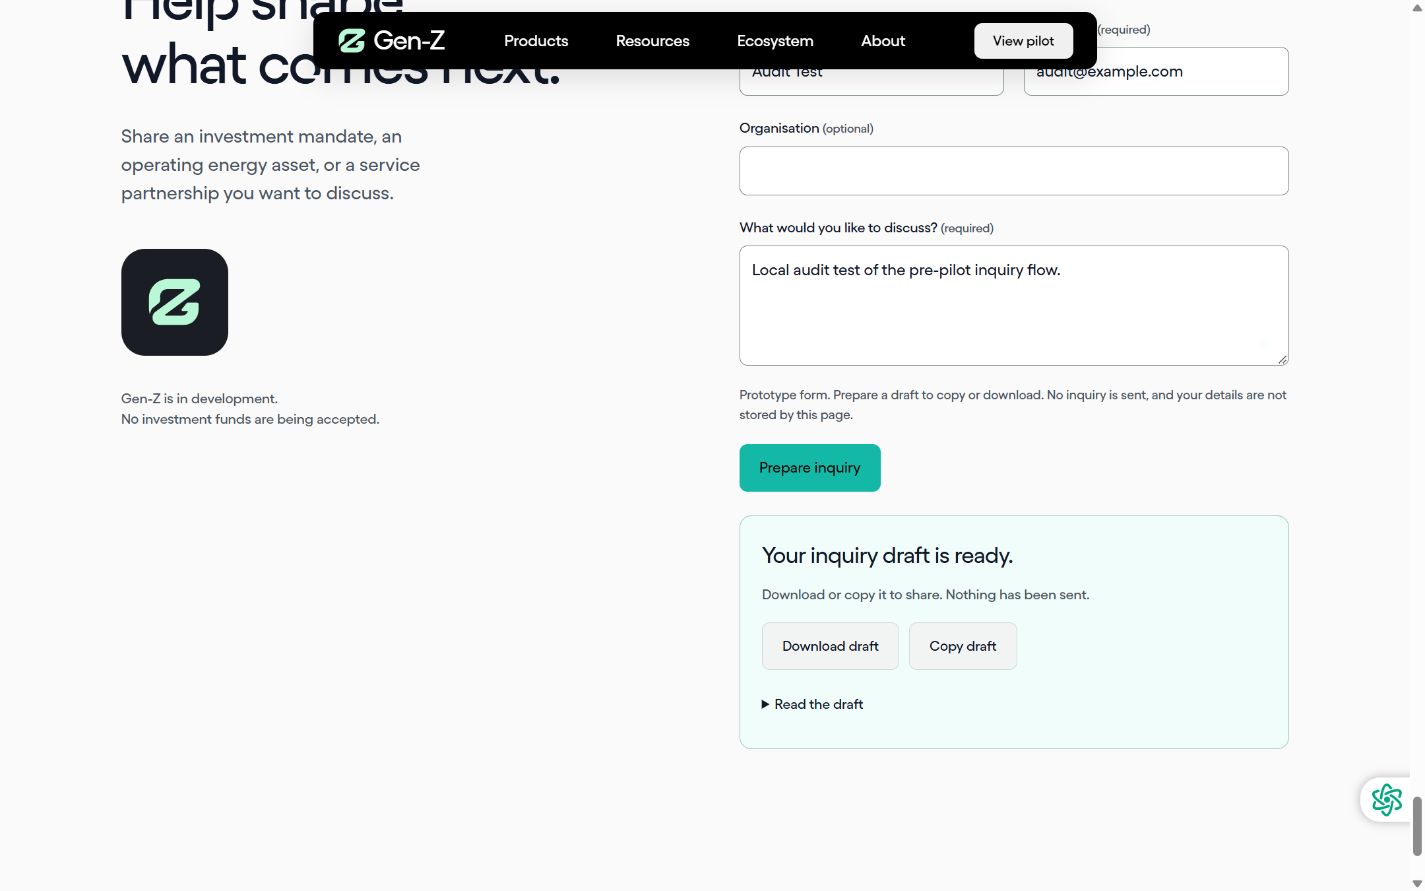 Help shape
what comes next.
Gen-Z
Products
Resources
Ecosystem
About
View pilot
(required)
Audit Test
audit@example.com
Share an investment mandate, an
operating energy asset, or a service
partnership you want to discuss.
Gen-Z is in development.
No investment funds are being accepted.
Organisation (optional)
What would you like to discuss? (required)
Local audit test of the pre-pilot inquiry flow.
Prototype form. Prepare a draft to copy or download. No inquiry is sent, and your details are not
stored by this page.
Prepare inquiry
Your inquiry draft is ready.
Download or copy it to share. Nothing has been sent.
Download draft
Copy draft
Read the draft